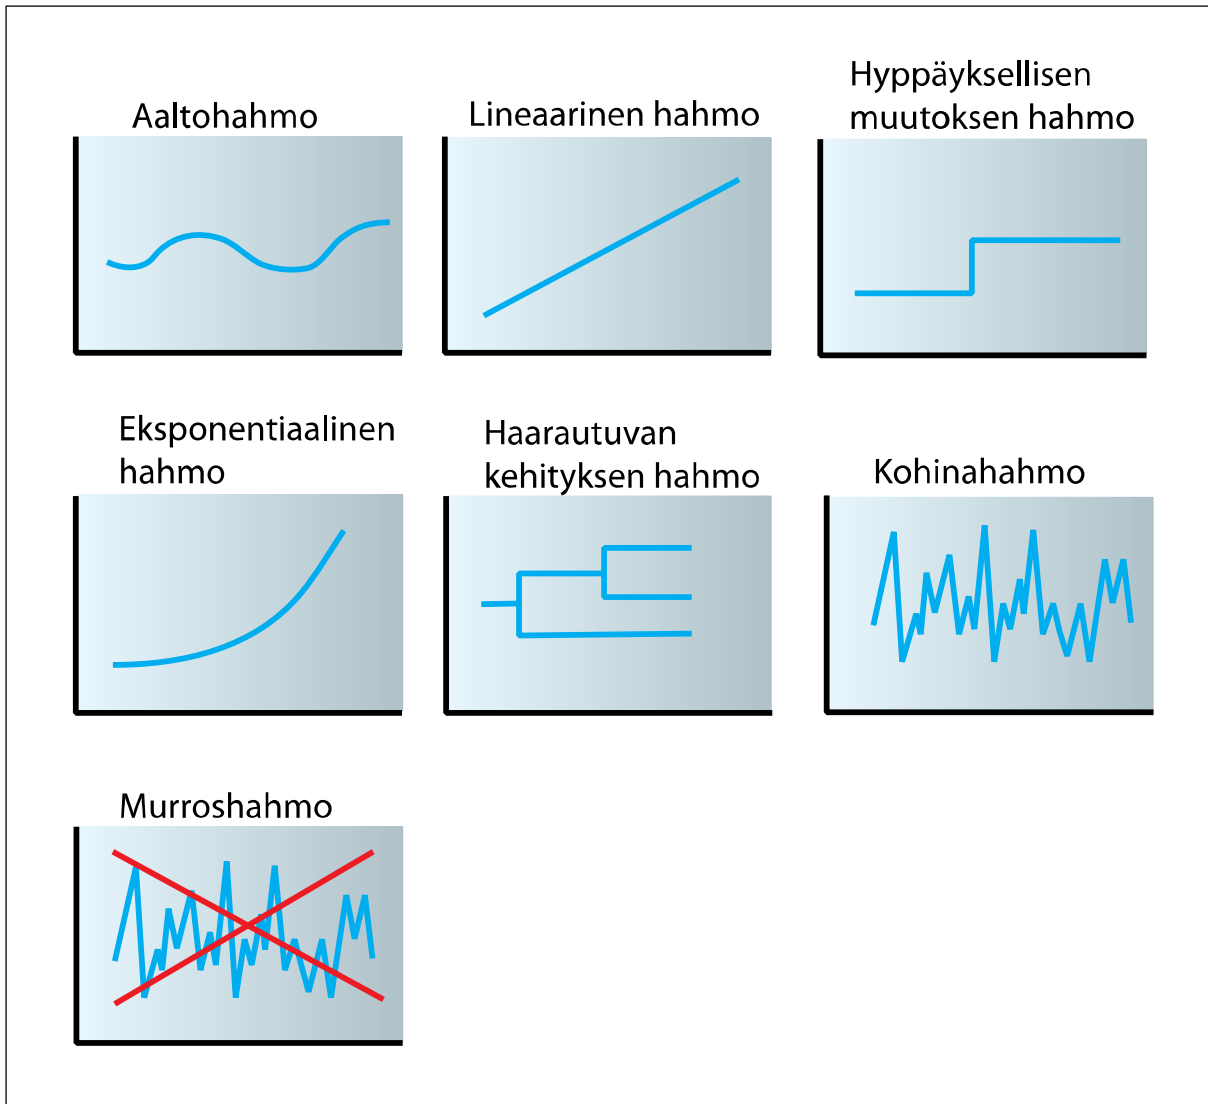 Aaltohahmo
Lineaarinen hahmo
Hyppäyksellisen
muutoksen hahmo
Eksponentiaalinen
hahmo
Haarautuvan
kehityksen hahmo
Kohinahahmo
Murroshahmo